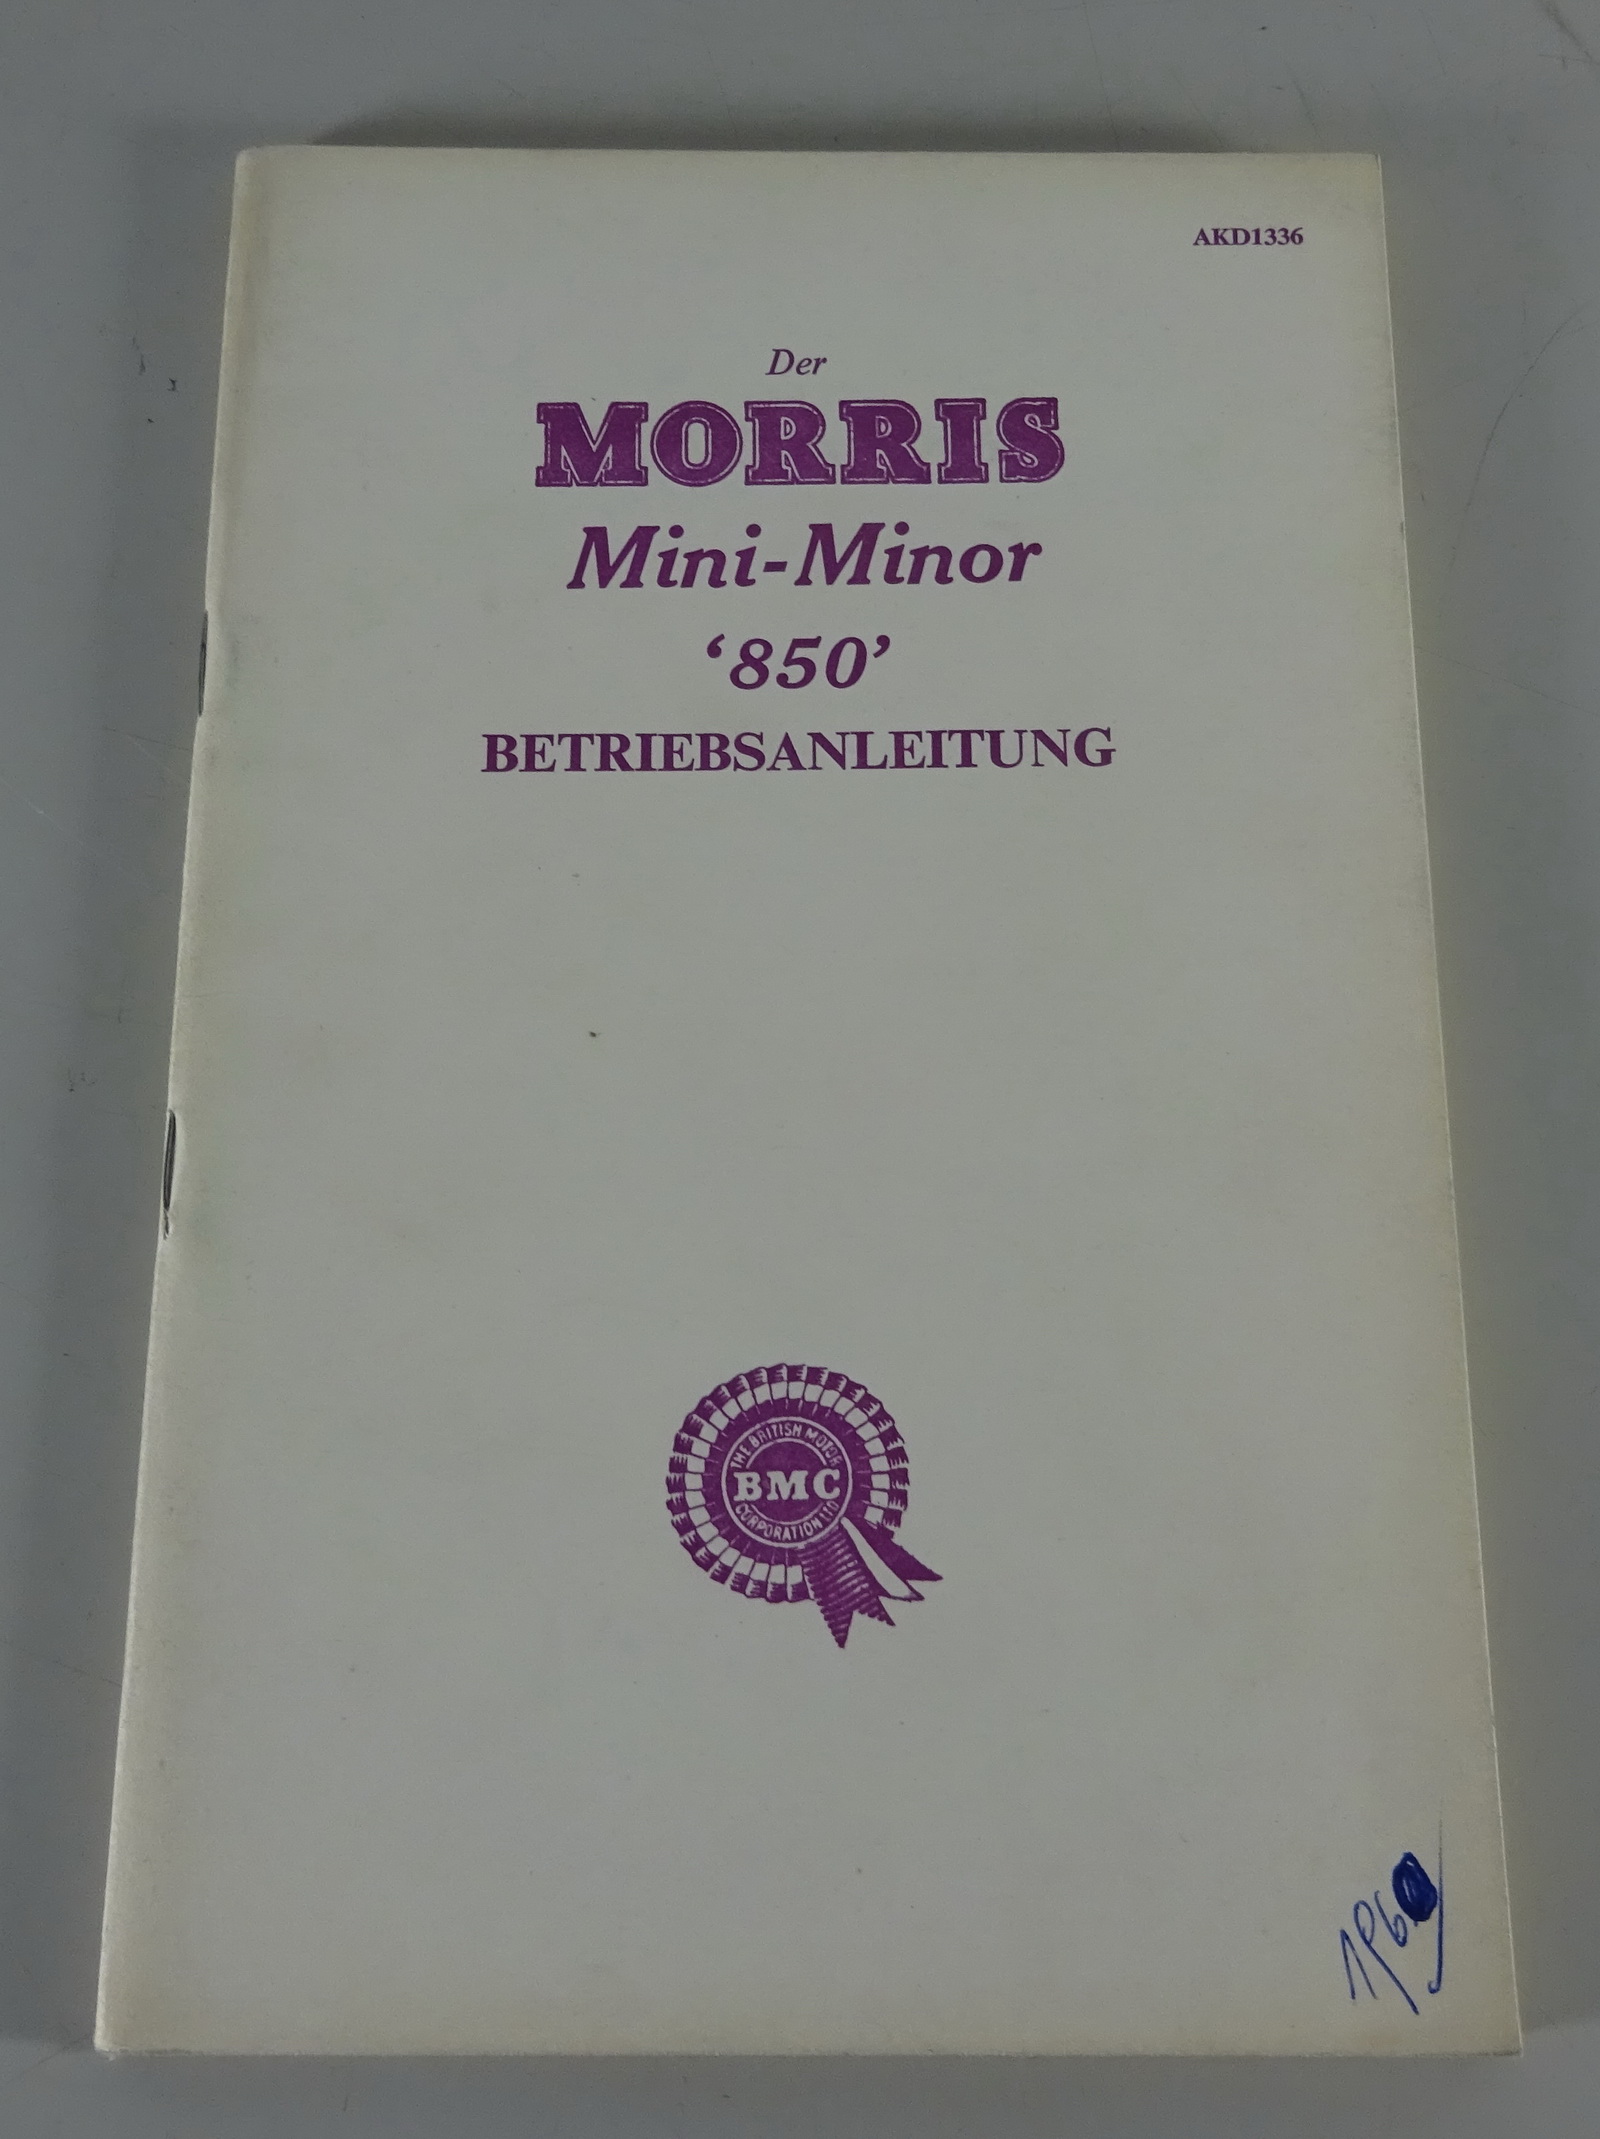 AKD1336
Der
MORRIS
Mini-Minor
‘850’
BETRIEBSANLEITUNG
THE BRITISH MOTOR
BMC
CORPORATION LTD